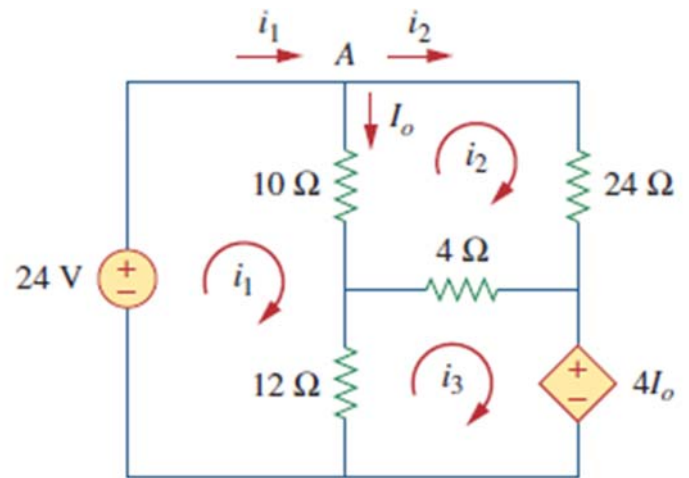 i₁ i₂
A
Iₒ
i₂
10 Ω 24 Ω
4 Ω
24 V + − i₁
12 Ω i₃ + − 4Iₒ